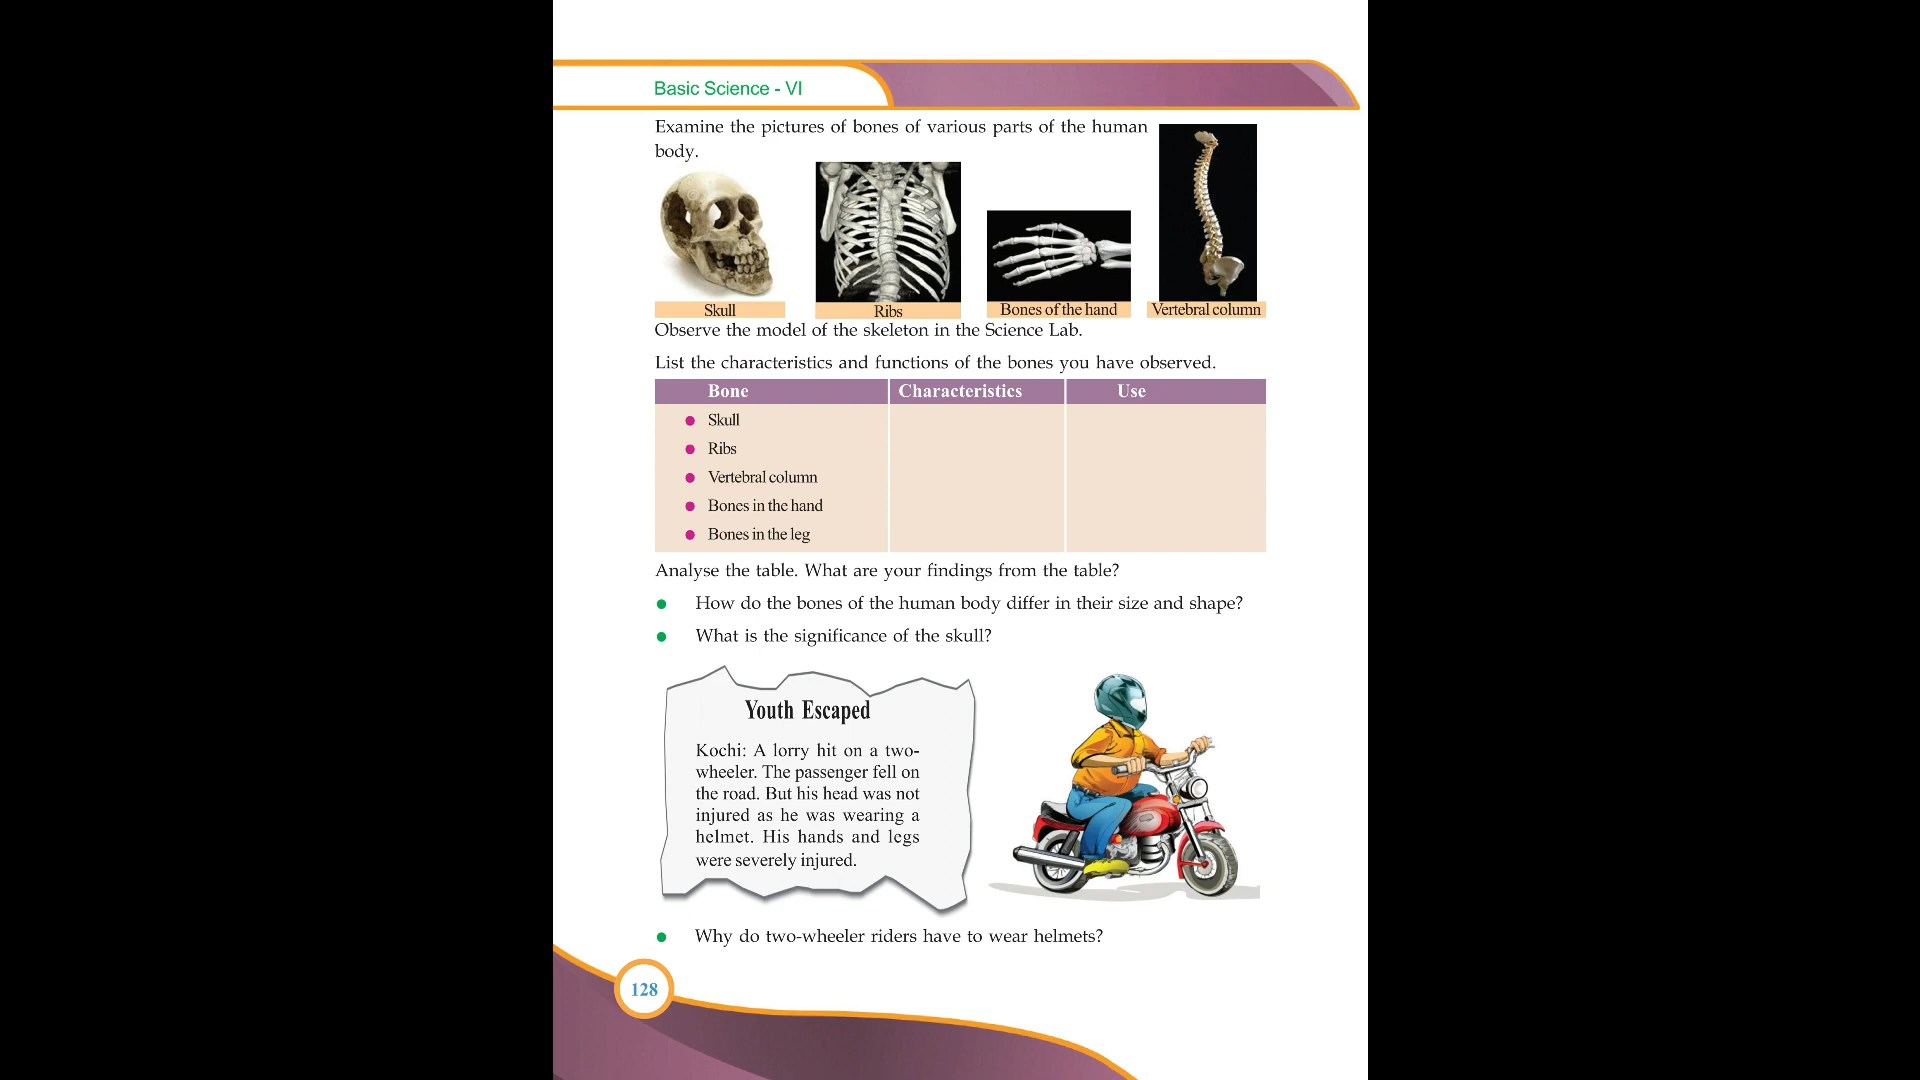 Basic Science - VI
Examine the pictures of bones of various parts of the human
body.
Skull
Ribs
Bones of the hand
Vertebral column
Observe the model of the skeleton in the Science Lab.
List the characteristics and functions of the bones you have observed.
Bone Characteristics Use
Skull
Ribs
Vertebral column
Bones in the hand
Bones in the leg
Analyse the table. What are your findings from the table?
How do the bones of the human body differ in their size and shape?
What is the significance of the skull?
Youth Escaped
Kochi: A lorry hit on a two-
wheeler. The passenger fell on
the road. But his head was not
injured as he was wearing a
helmet. His hands and legs
were severely injured.
Why do two-wheeler riders have to wear helmets?
128